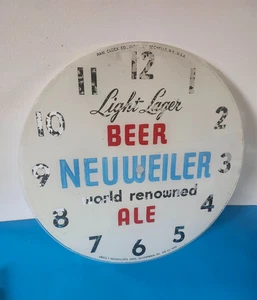 12
11 1
Light Lager
10 2
BEER
9 NEUWEILER 3
world renowned
8 ALE 4
7 6 5